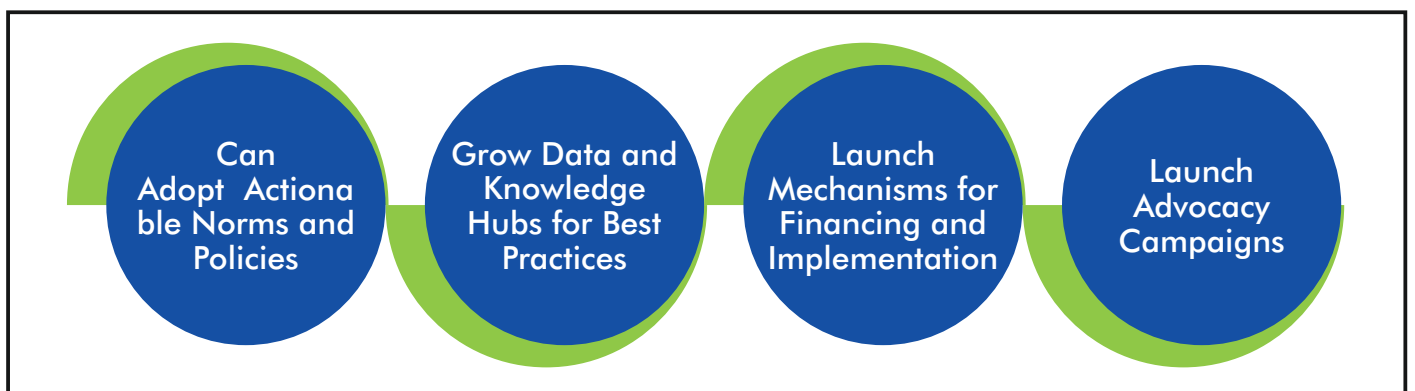 Can
Adopt Actiona
ble Norms and
Policies
Grow Data and
Knowledge
Hubs for Best
Practices
Launch
Mechanisms for
Financing and
Implementation
Launch
Advocacy
Campaigns